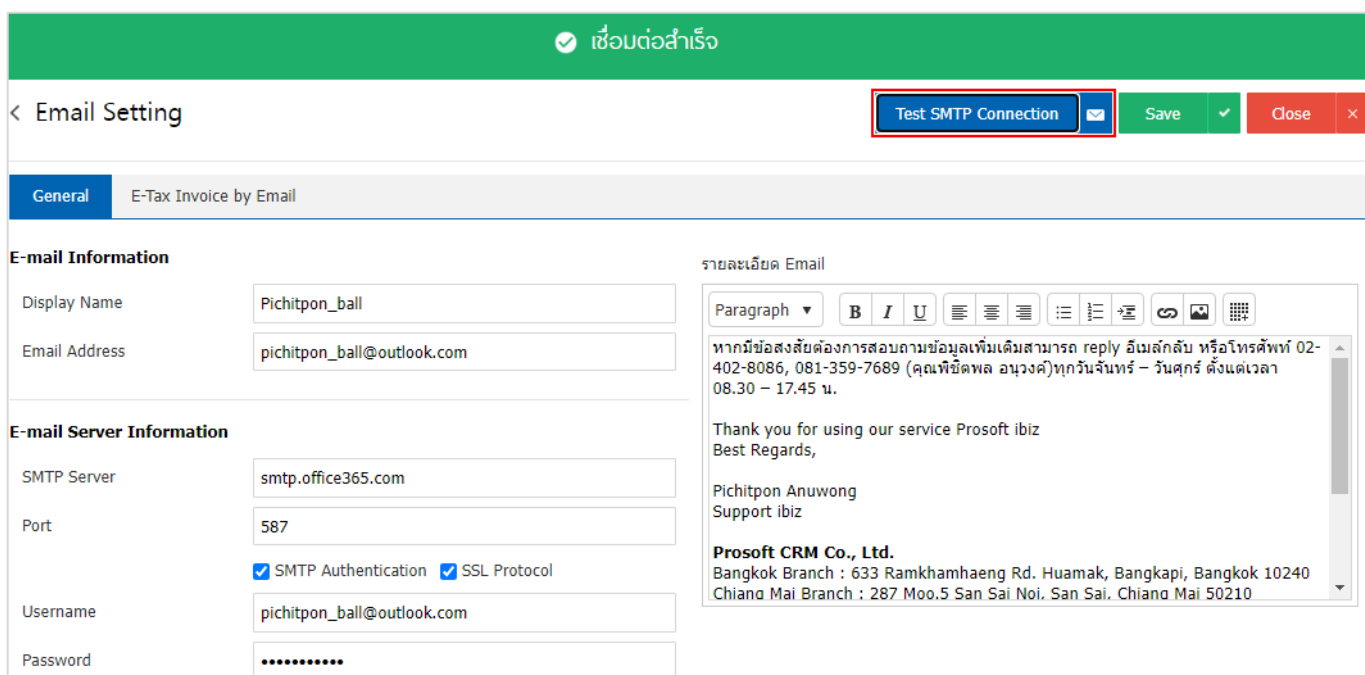 เชื่อมต่อสำเร็จ
Email Setting
Test SMTP Connection
Save
Close
General
E-Tax Invoice by Email
E-mail Information
Display Name
Pichitpon_ball
Email Address
pichitpon_ball@outlook.com
E-mail Server Information
SMTP Server
smtp.office365.com
Port
587
SMTP Authentication
SSL Protocol
Username
pichitpon_ball@outlook.com
Password
•••••••••••
รายละเอียด Email
Paragraph
B I U
หากมีข้อสงสัยต้องการสอบถามข้อมูลเพิ่มเติมสามารถ reply อีเมล์กลับ หรือโทรศัพท์ 02-
402-8086, 081-359-7689 (คุณพิชิตพล อนุวงค์)ทุกวันจันทร์ – วันศุกร์ ตั้งแต่เวลา
08.30 – 17.45 น.
Thank you for using our service Prosoft ibiz
Best Regards,
Pichitpon Anuwong
Support ibiz
Prosoft CRM Co., Ltd.
Bangkok Branch : 633 Ramkhamhaeng Rd. Huamak, Bangkapi, Bangkok 10240
Chiang Mai Branch : 287 Moo.5 San Sai Noi, San Sai, Chiang Mai 50210